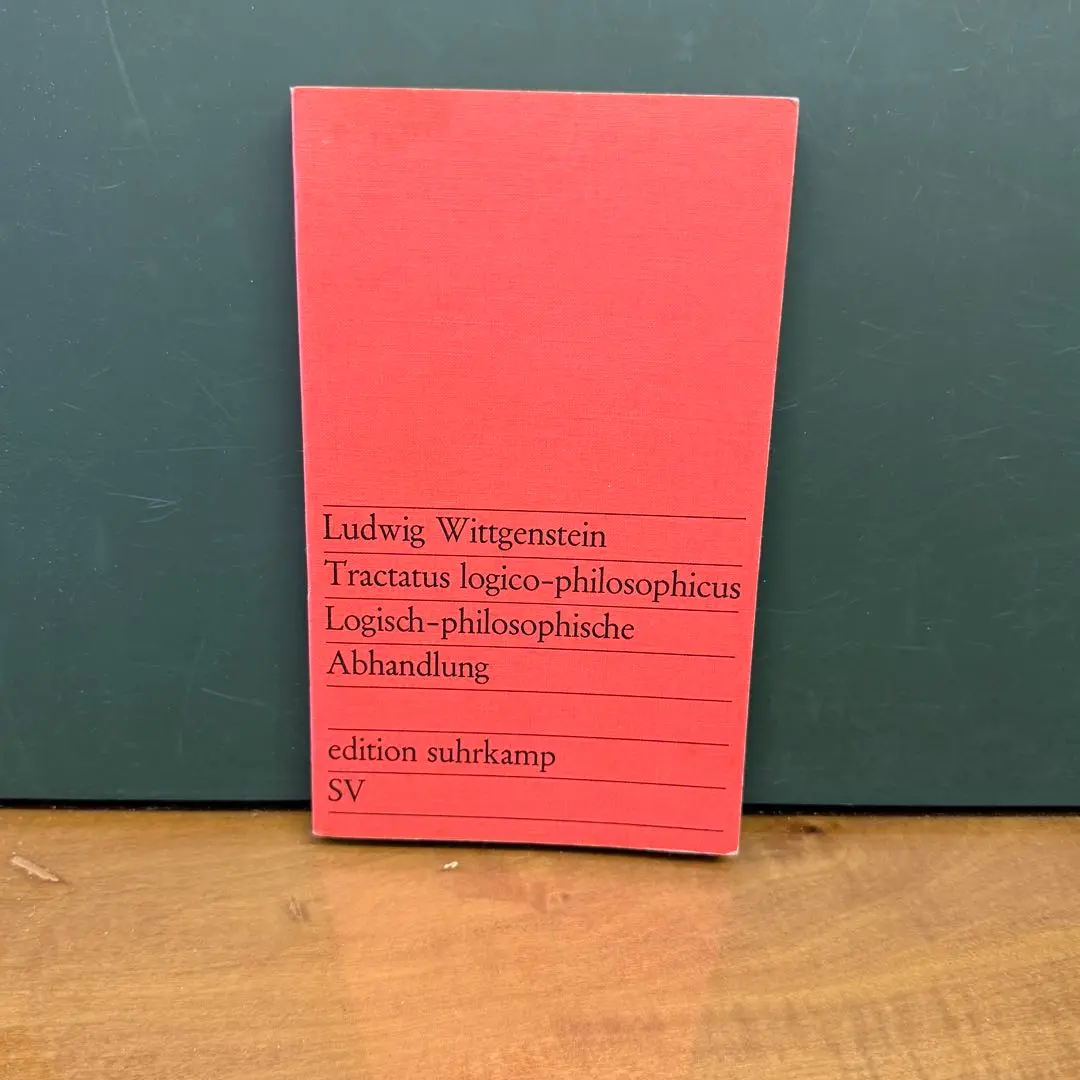 Ludwig Wittgenstein
Tractatus logico-philosophicus
Logisch-philosophische
Abhandlung
edition suhrkamp
SV